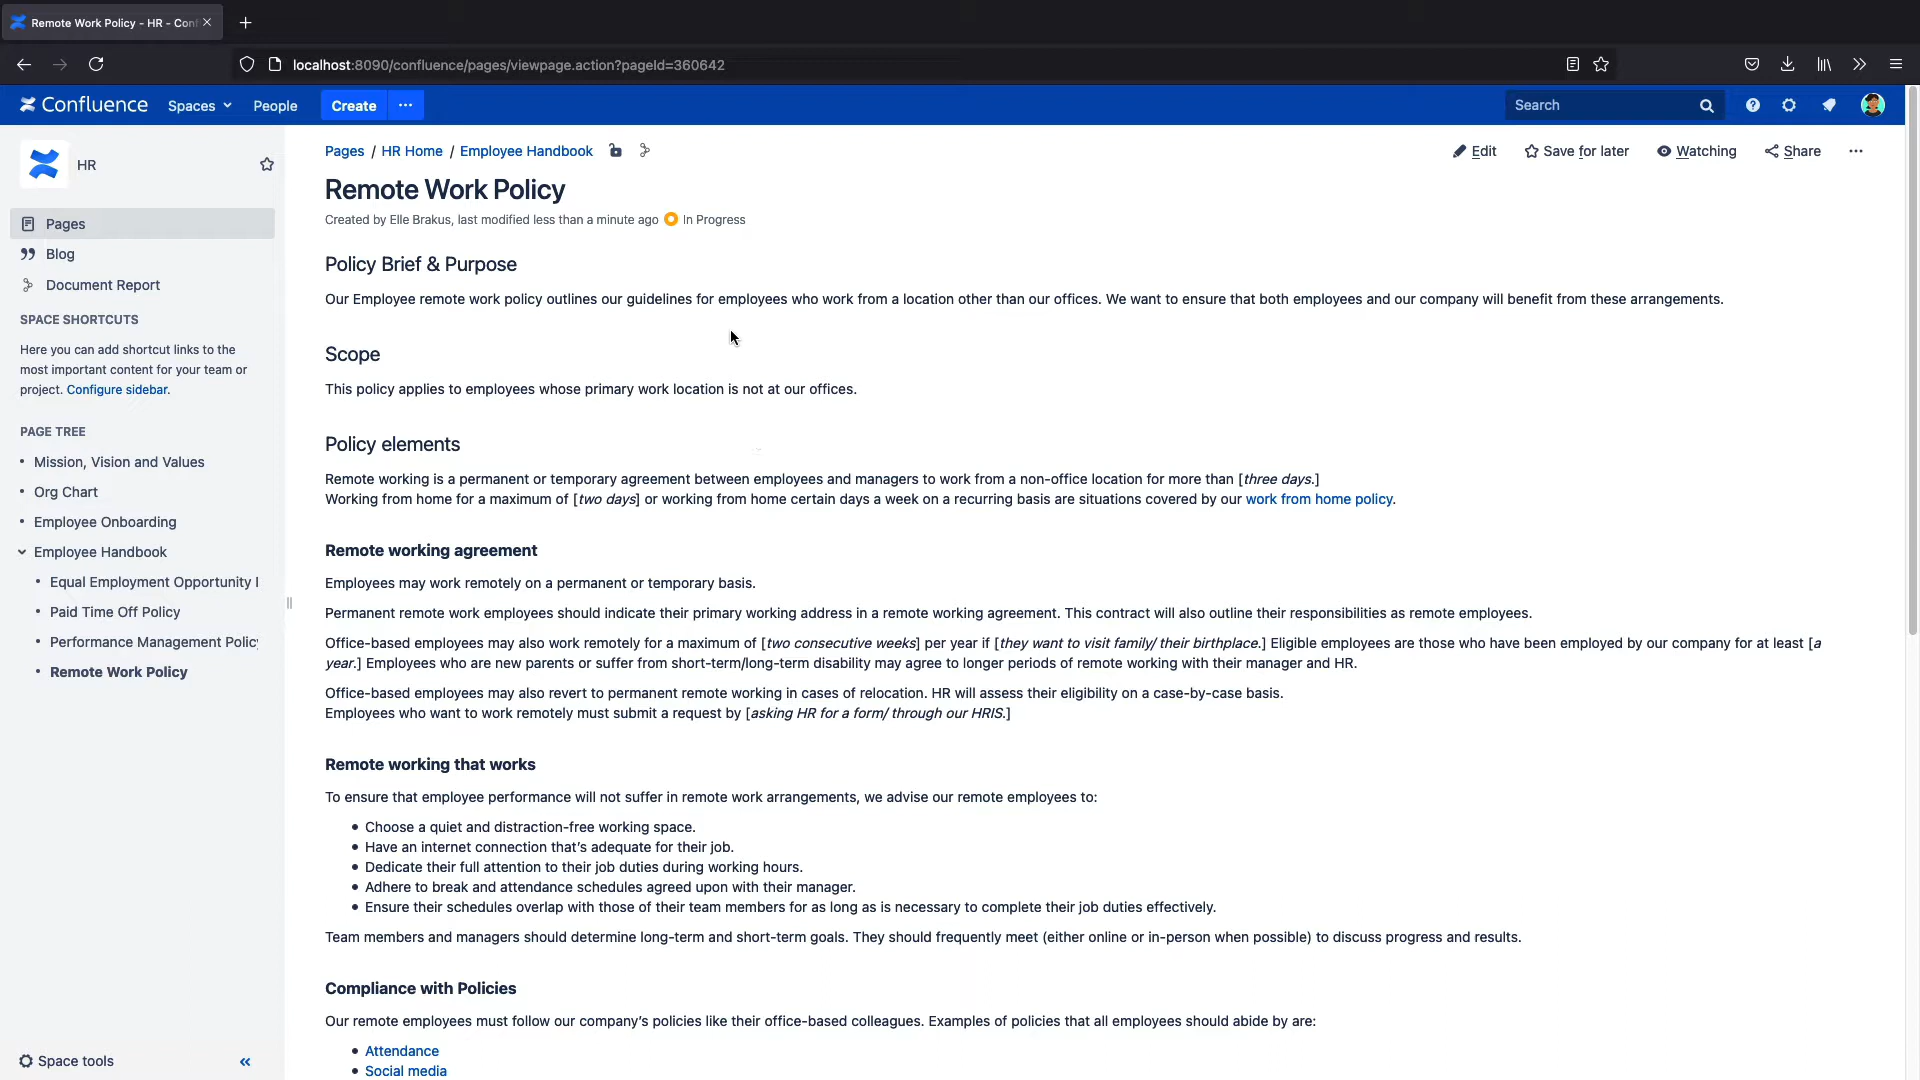 Remote Work Policy - HR - Conf
localhost:8090/confluence/pages/viewpage.action?pageId=360642
Confluence
Spaces
People
Create
Search
HR
Pages
Blog
Document Report
SPACE SHORTCUTS
Here you can add shortcut links to the
most important content for your team or
project. Configure sidebar.
PAGE TREE
Mission, Vision and Values
Org Chart
Employee Onboarding
Employee Handbook
Equal Employment Opportunity
Paid Time Off Policy
Performance Management Policy
Remote Work Policy
Space tools
Pages / HR Home / Employee Handbook
Edit
Save for later
Watching
Share
Remote Work Policy
Created by Elle Brakus, last modified less than a minute ago In Progress
Policy Brief & Purpose
Our Employee remote work policy outlines our guidelines for employees who work from a location other than our offices. We want to ensure that both employees and our company will benefit from these arrangements.
Scope
This policy applies to employees whose primary work location is not at our offices.
Policy elements
Remote working is a permanent or temporary agreement between employees and managers to work from a non-office location for more than [three days.]
Working from home for a maximum of [two days] or working from home certain days a week on a recurring basis are situations covered by our work from home policy.
Remote working agreement
Employees may work remotely on a permanent or temporary basis.
Permanent remote work employees should indicate their primary working address in a remote working agreement. This contract will also outline their responsibilities as remote employees.
Office-based employees may also work remotely for a maximum of [two consecutive weeks] per year if [they want to visit family/ their birthplace.] Eligible employees are those who have been employed by our company for at least [a
year.] Employees who are new parents or suffer from short-term/long-term disability may agree to longer periods of remote working with their manager and HR.
Office-based employees may also revert to permanent remote working in cases of relocation. HR will assess their eligibility on a case-by-case basis.
Employees who want to work remotely must submit a request by [asking HR for a form/ through our HRIS.]
Remote working that works
To ensure that employee performance will not suffer in remote work arrangements, we advise our remote employees to:
Choose a quiet and distraction-free working space.
Have an internet connection that's adequate for their job.
Dedicate their full attention to their job duties during working hours.
Adhere to break and attendance schedules agreed upon with their manager.
Ensure their schedules overlap with those of their team members for as long as is necessary to complete their job duties effectively.
Team members and managers should determine long-term and short-term goals. They should frequently meet (either online or in-person when possible) to discuss progress and results.
Compliance with Policies
Our remote employees must follow our company's policies like their office-based colleagues. Examples of policies that all employees should abide by are:
Attendance
Social media